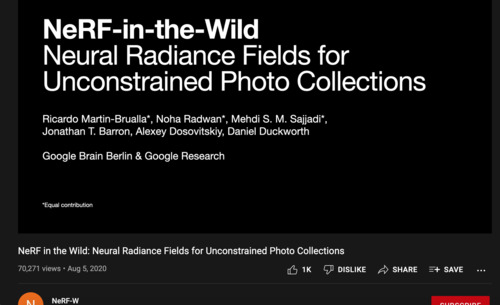 NeRF-in-the-Wild
Neural Radiance Fields for
Unconstrained Photo Collections
Ricardo Martin-Brualla*, Noha Radwan*, Mehdi S. M. Sajjadi*,
Jonathan T. Barron, Alexey Dosovitskiy, Daniel Duckworth
Google Brain Berlin & Google Research
*Equal contribution
NeRF in the Wild: Neural Radiance Fields for Unconstrained Photo Collections
70,271 views • Aug 5, 2020
1K DISLIKE SHARE SAVE
N NeRF-W
SUBSCRIBE